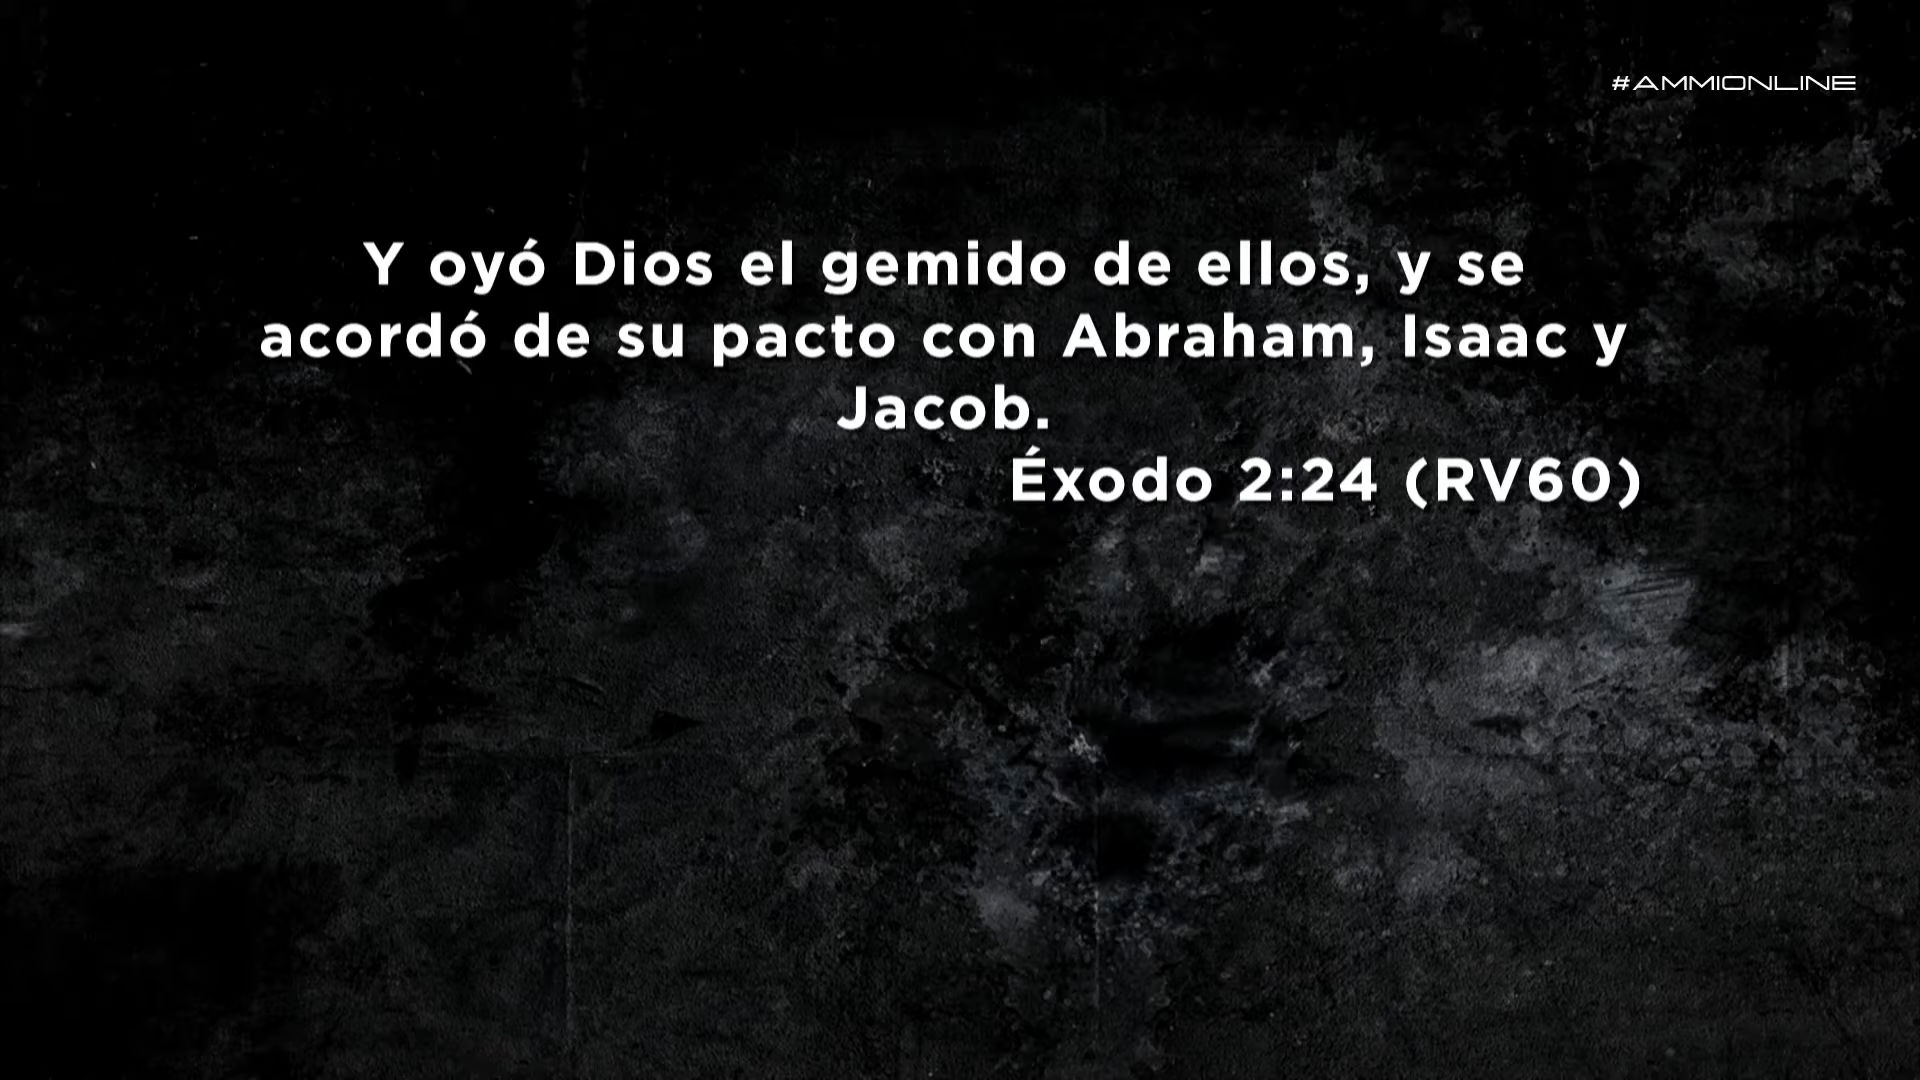 #AMMIONLINE
Y oyó Dios el gemido de ellos, y se
acordó de su pacto con Abraham, Isaac y
Jacob.
Éxodo 2:24 (RV60)